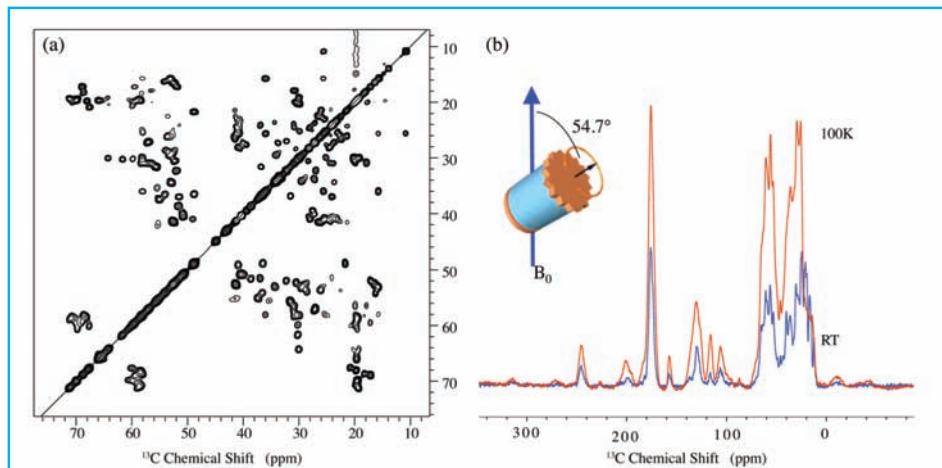 (a)
10
20
30
40
50
60
70
70 60 50 40 30 20 10
¹³C Chemical Shift (ppm)
(b)
54.7°
100K
B₀
RT
300 200 100 0
¹³C Chemical Shift (ppm)